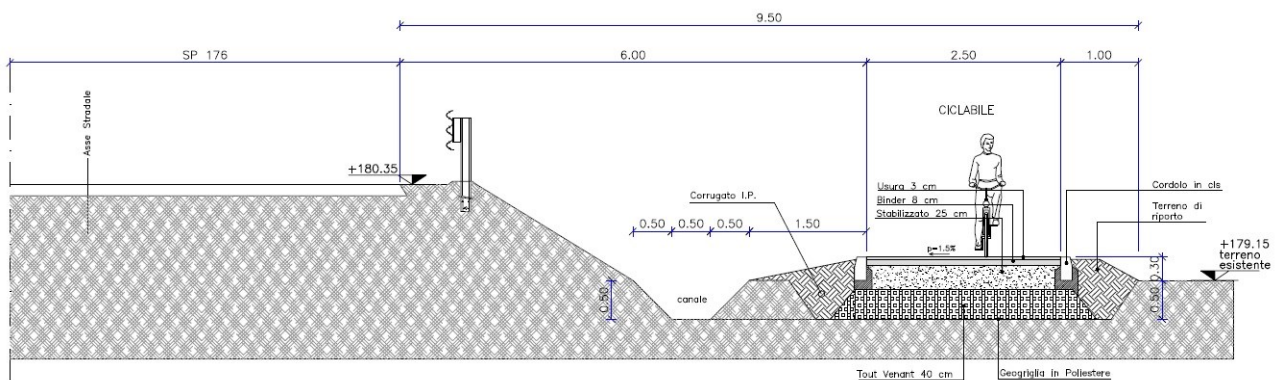 9.50
SP 176
6.00
2.50
1.00
CICLABILE
Asse Stradale
+180.35
Usura 3 cm
Binder 8 cm
Stabilizzato 25 cm
Cordolo in cls
Corrugato I.P.
Terreno di
riporto
0.50
0.50
0.50
1.50
p=1.5%
+179.15
terreno
esistente
0.30
0.50
0.50
canale
Tout Venant 40 cm
Geogriglia in Poliestere